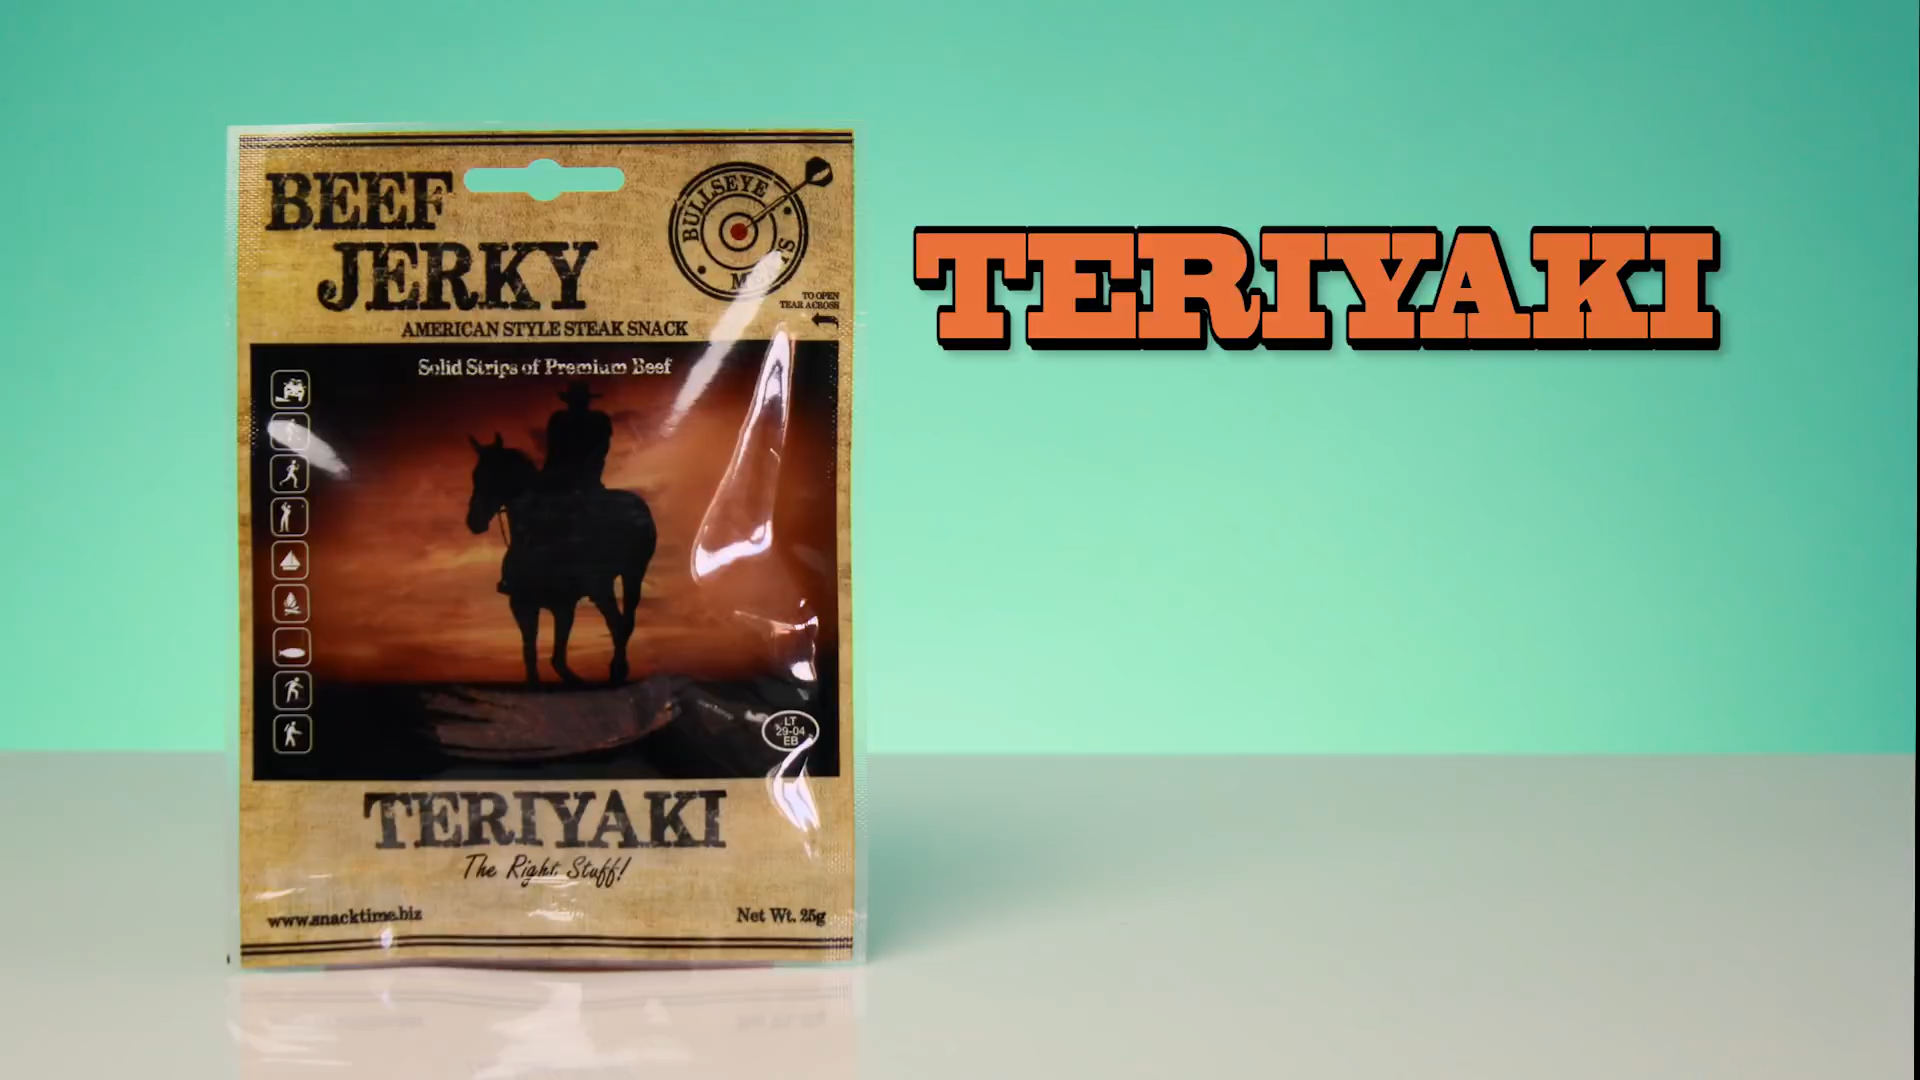 BEEF
JERKY
AMERICAN STYLE STEAK SNACK
BULLSEYE
TO OPEN
TEAR ACROSS
Solid Strips of Premium Beef
LT
29-04
EB
TERIYAKI
The Right Stuff!
www.snacktime.biz
Net Wt. 25g
TERIYAKI